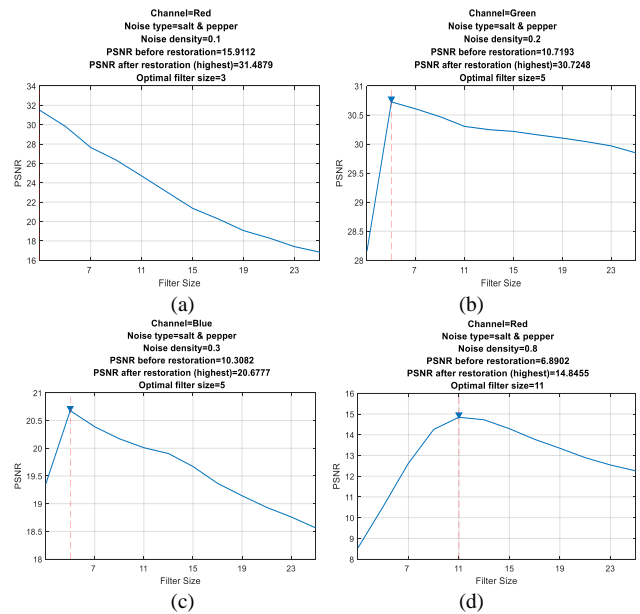 Channel=Red
Noise type=salt & pepper
Noise density=0.1
PSNR before restoration=15.9112
PSNR after restoration (highest)=31.4879
Optimal filter size=3
34
32
30
28
26
24
22
20
18
16
PSNR
7
11
15
19
23
Filter Size
(a)
Channel=Green
Noise type=salt & pepper
Noise density=0.2
PSNR before restoration=10.7193
PSNR after restoration (highest)=30.7248
Optimal filter size=5
31
30.5
30
29.5
29
28.5
28
PSNR
7
11
15
19
23
Filter Size
(b)
Channel=Blue
Noise type=salt & pepper
Noise density=0.3
PSNR before restoration=10.3082
PSNR after restoration (highest)=20.6777
Optimal filter size=5
21
20.5
20
19.5
19
18.5
18
PSNR
7
11
15
19
23
Filter Size
(c)
Channel=Red
Noise type=salt & pepper
Noise density=0.8
PSNR before restoration=6.8902
PSNR after restoration (highest)=14.8455
Optimal filter size=11
16
15
14
13
12
11
10
9
8
PSNR
7
11
15
19
23
Filter Size
(d)